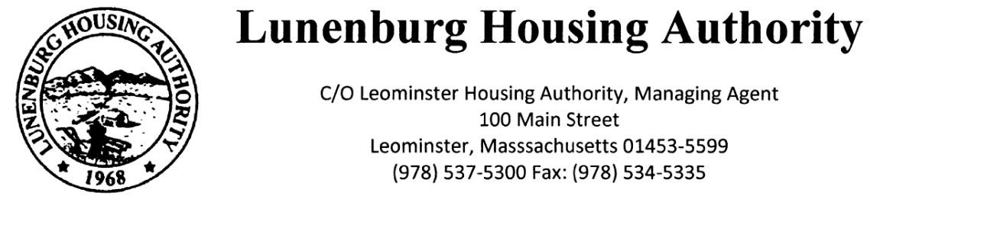 LUNENBURG HOUSING AUTHORITY
1968
Lunenburg Housing Authority
C/O Leominster Housing Authority, Managing Agent
100 Main Street
Leominster, Masssachusetts 01453-5599
(978) 537-5300 Fax: (978) 534-5335